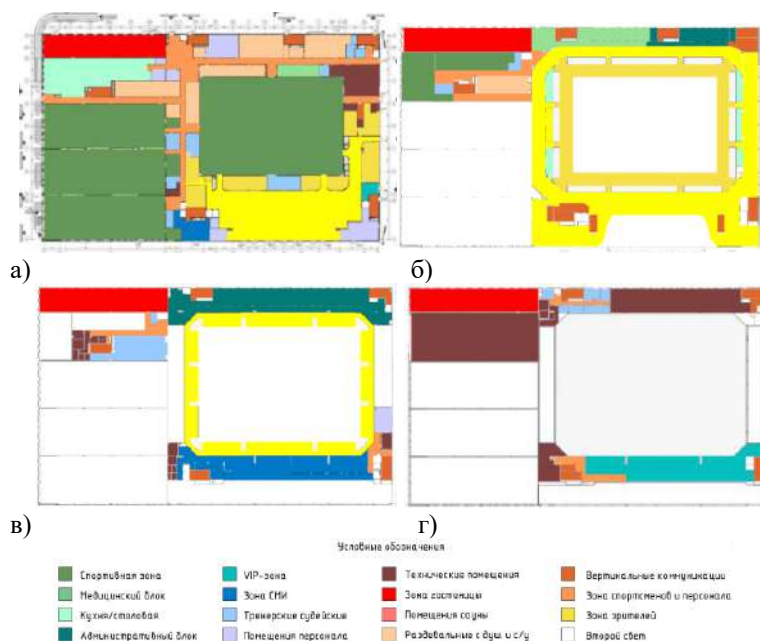 а)
б)
в)
г)
Условные обозначения
Спортивная зона
VIP-зона
Технические помещения
Вертикальные коммуникации
Медицинский блок
Зона СМИ
Зона гостиницы
Зона спортсменов и персонала
Кухня/столовая
Тренерские судейские
Помещения сауны
Зона зрителей
Административный блок
Помещения персонала
Раздевальные с душ. и с/у
Второй свет